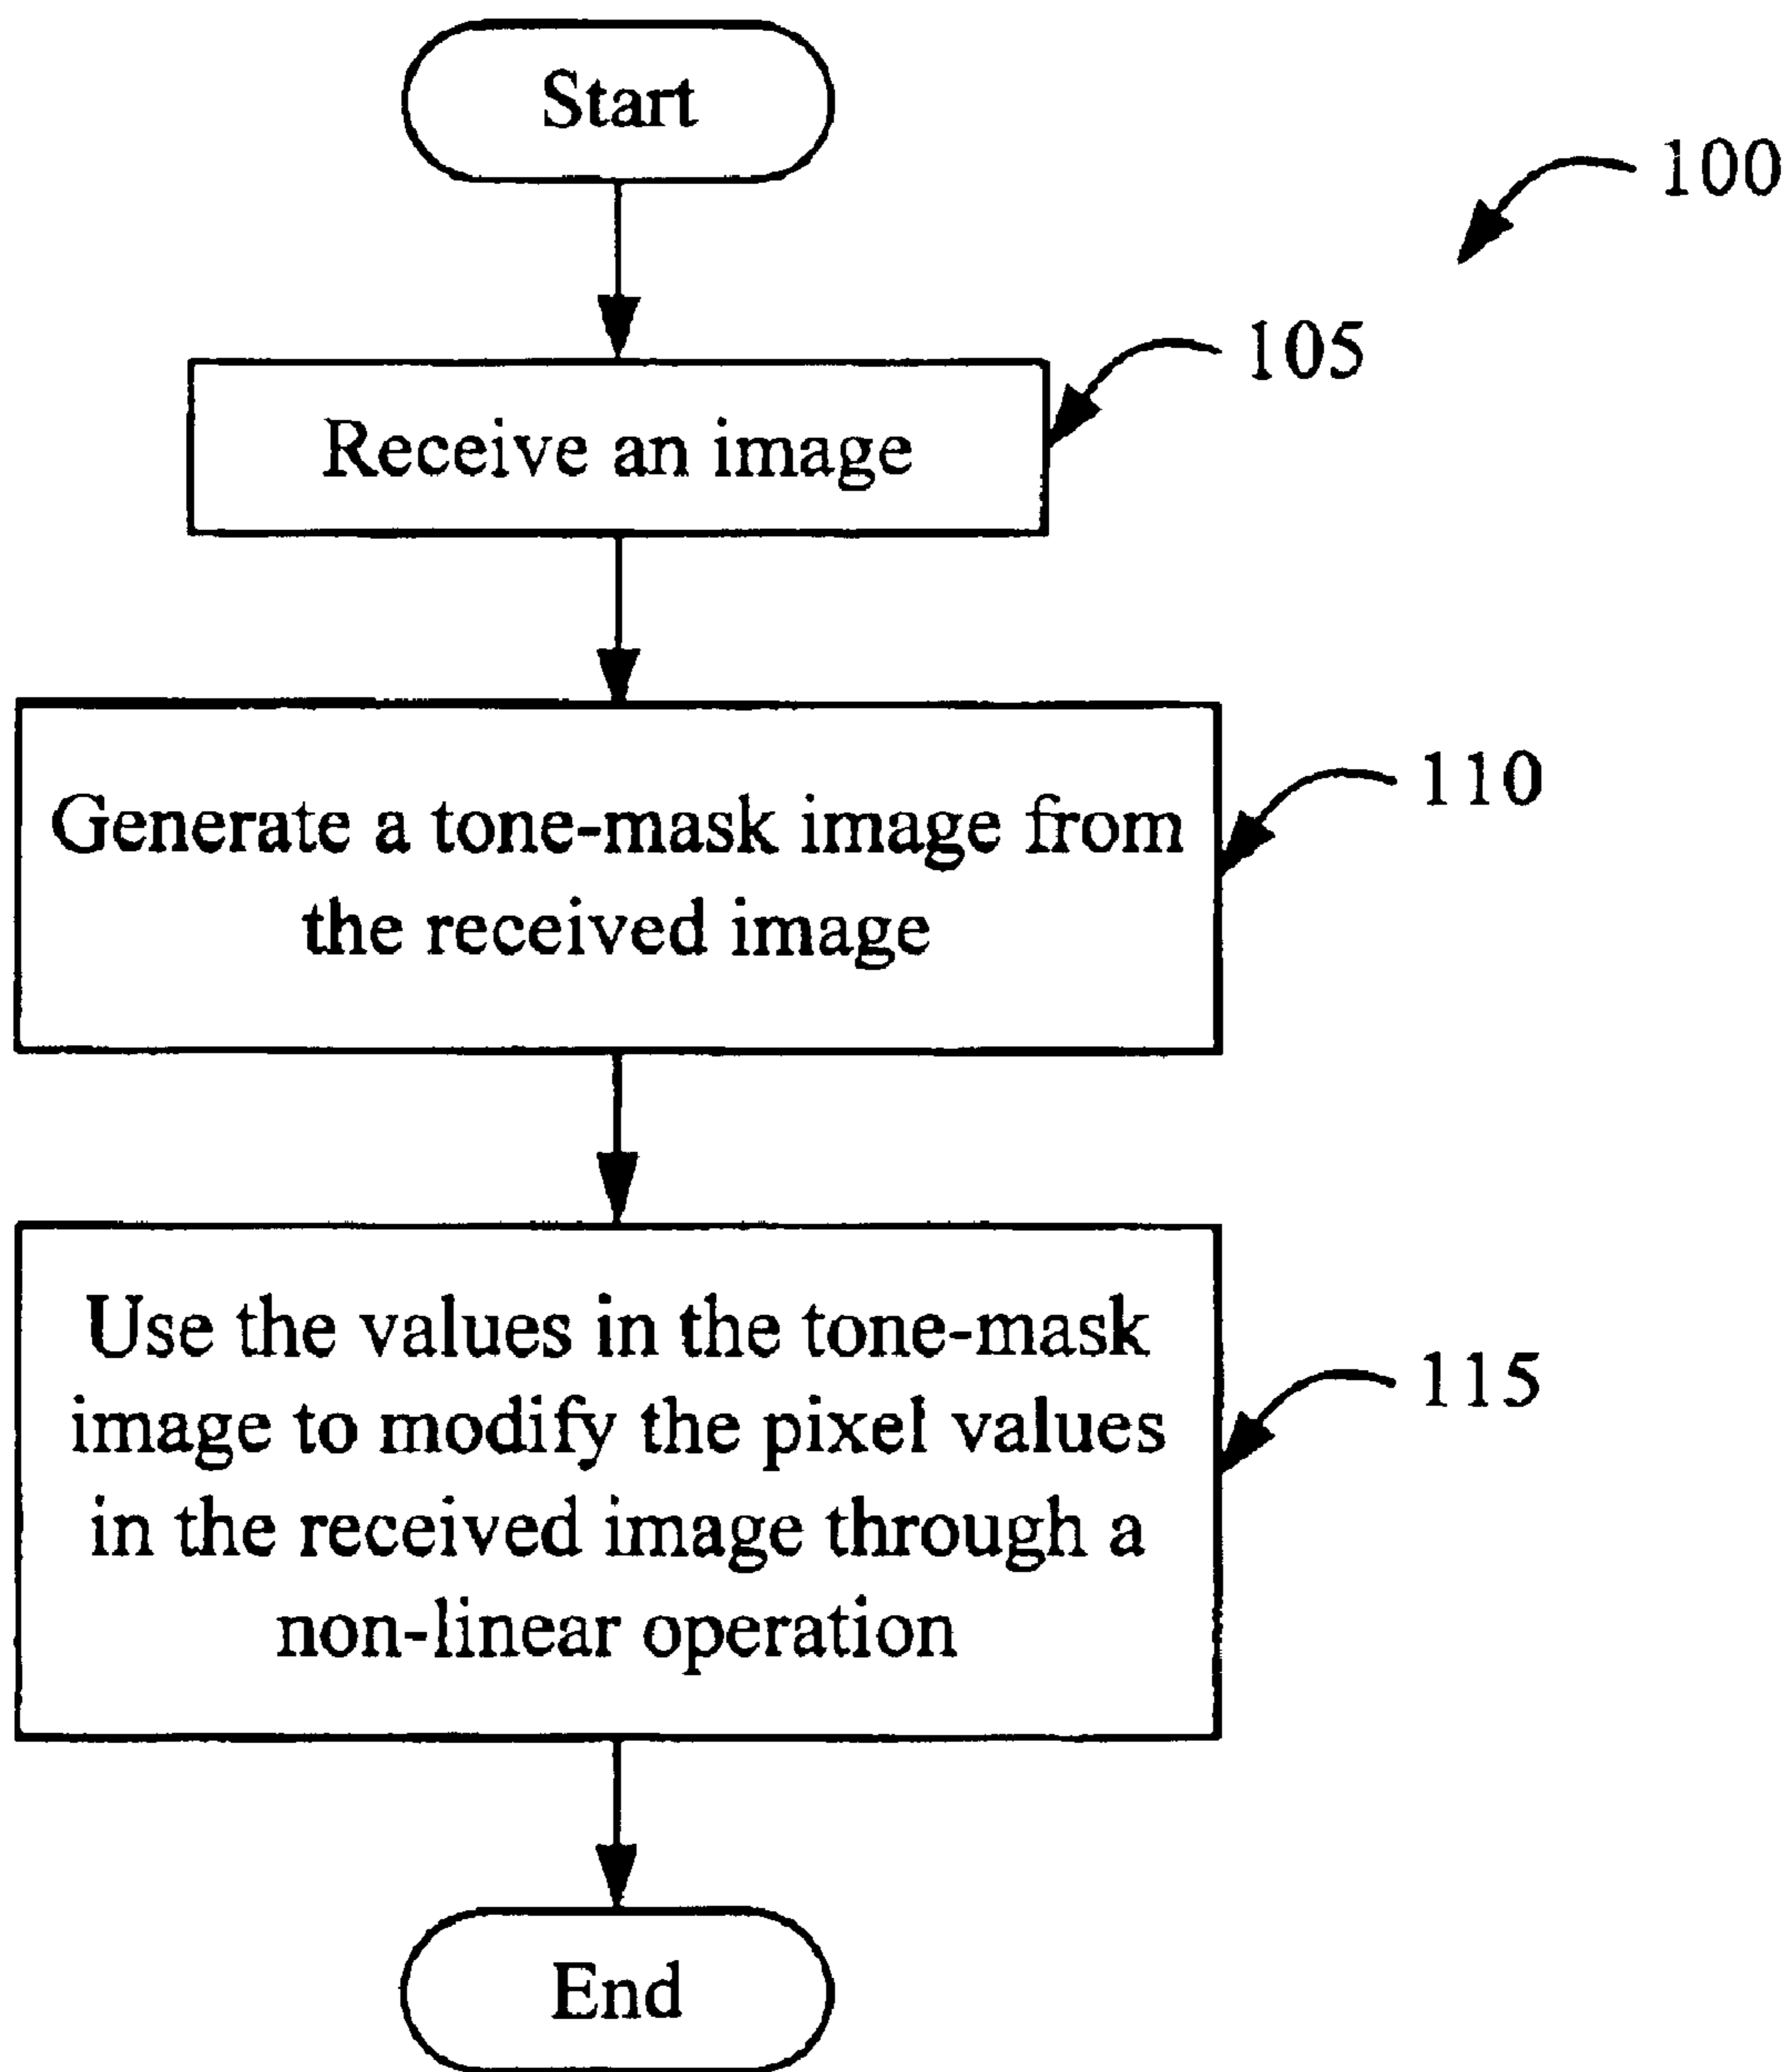 Start
100
105
Receive an image
110
Generate a tone-mask image from
the received image
Use the values in the tone-mask
115
image to modify the pixel values
in the received image through a
non-linear operation
End